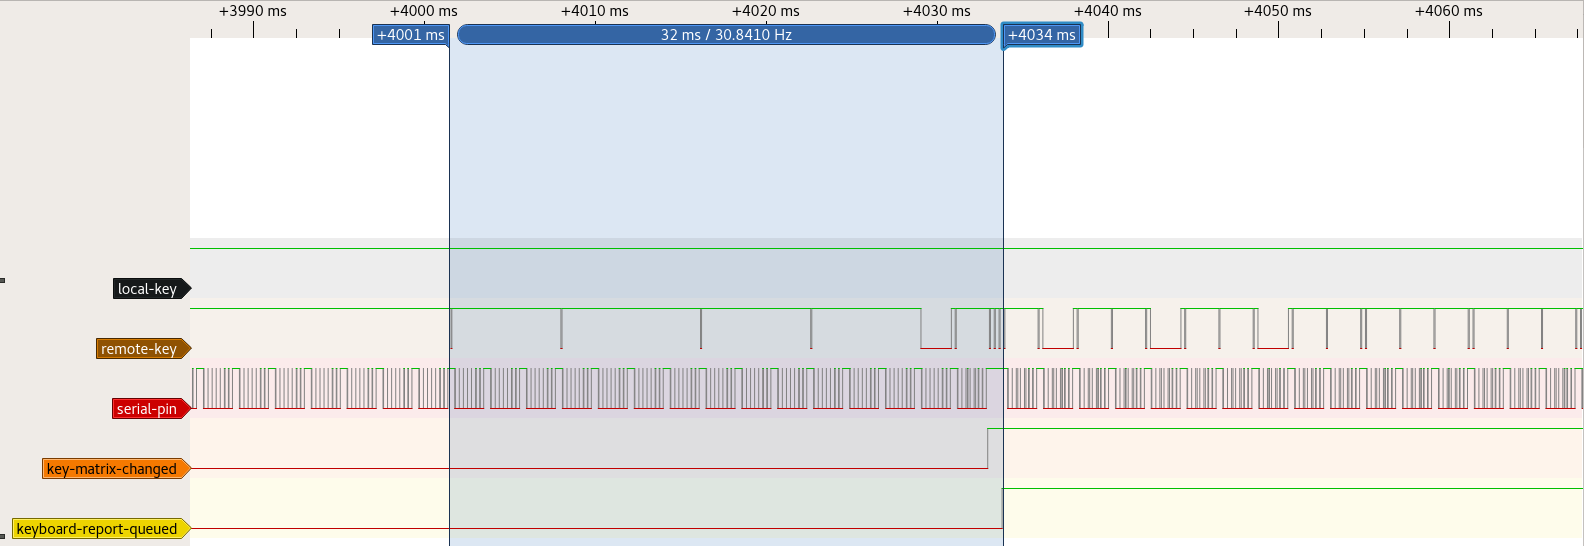 +3990 ms +4000 ms +4010 ms +4020 ms +4030 ms +4040 ms +4050 ms +4060 ms
+4001 ms 32 ms / 30.8410 Hz +4034 ms
local-key
remote-key
serial-pin
key-matrix-changed
keyboard-report-queued